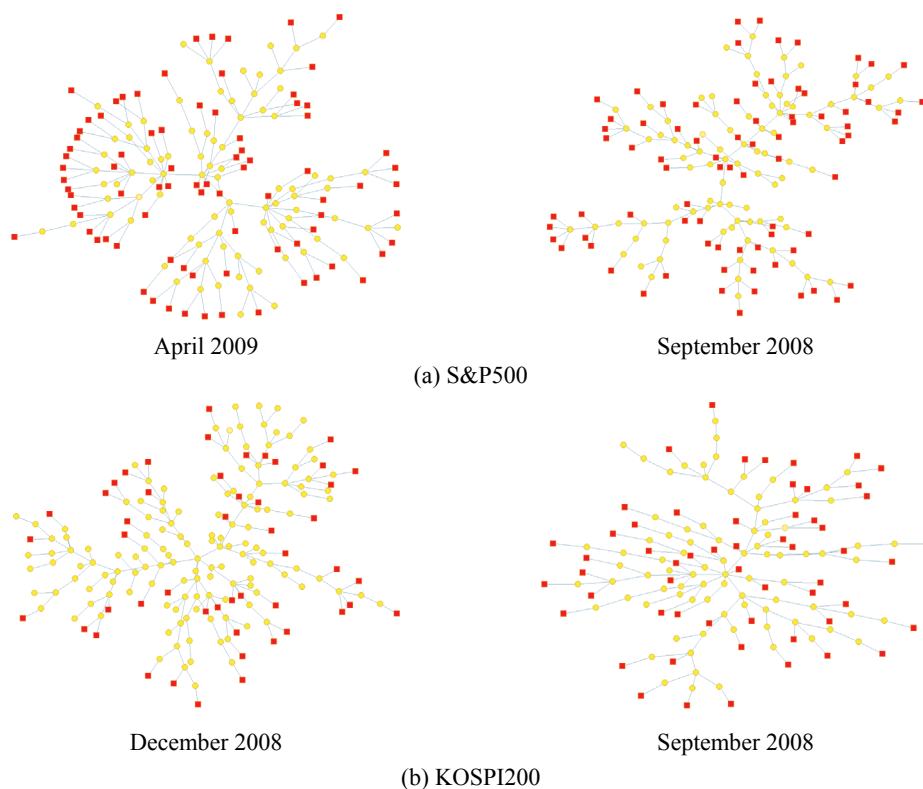 April 2009
September 2008
(a) S&P500
December 2008
September 2008
(b) KOSPI200